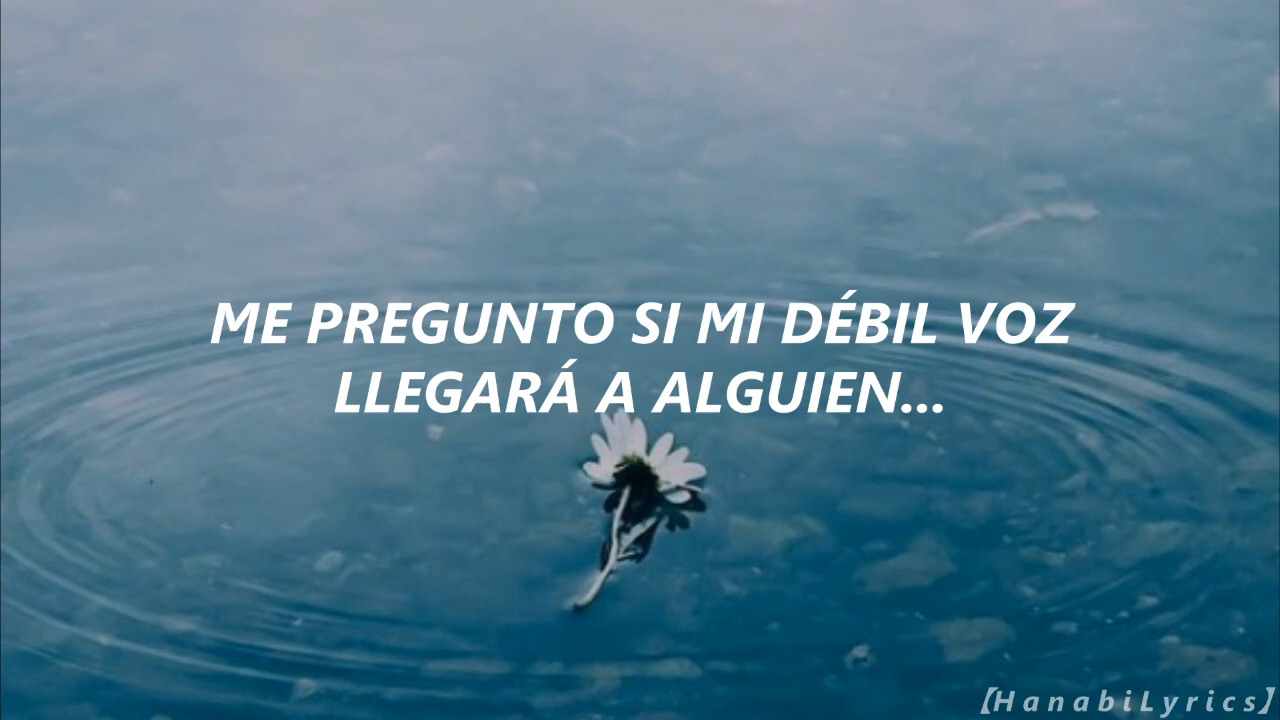 ME PREGUNTO SI MI DÉBIL VOZ
LLEGARÁ A ALGUIEN...
【HanabiLyrics】